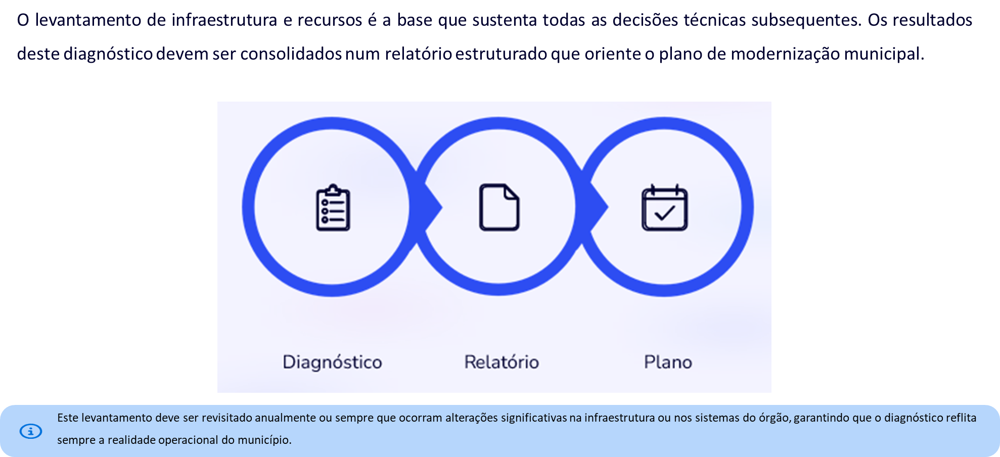 O levantamento de infraestrutura e recursos é a base que sustenta todas as decisões técnicas subsequentes. Os resultados
deste diagnóstico devem ser consolidados num relatório estruturado que oriente o plano de modernização municipal.
Diagnóstico
Relatório
Plano
Este levantamento deve ser revisitado anualmente ou sempre que ocorram alterações significativas na infraestrutura ou nos sistemas do órgão, garantindo que o diagnóstico reflita
sempre a realidade operacional do município.